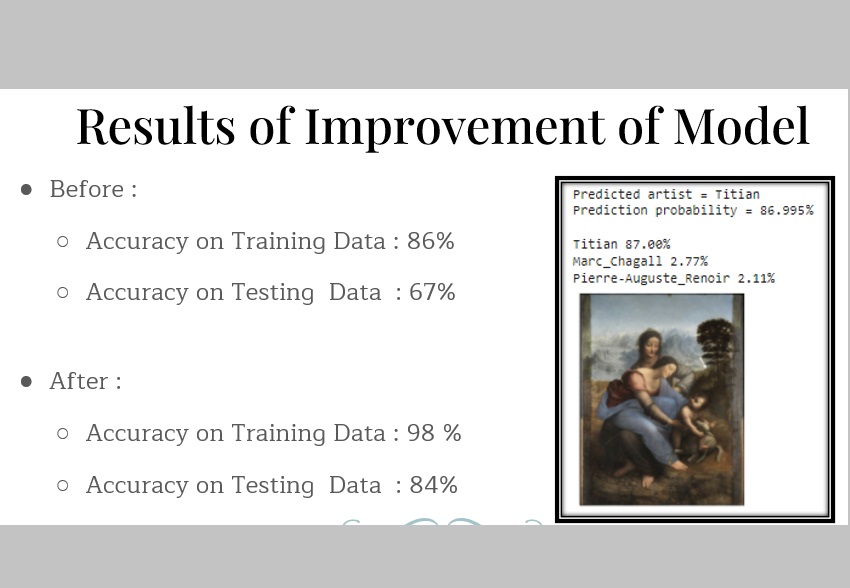 Results of Improvement of Model
● Before :
○ Accuracy on Training Data : 86%
○ Accuracy on Testing Data : 67%
● After :
○ Accuracy on Training Data : 98 %
○ Accuracy on Testing Data : 84%
Predicted artist = Titian
Prediction probability = 86.995%
Titian 87.00%
Marc_Chagall 2.77%
Pierre-Auguste_Renoir 2.11%